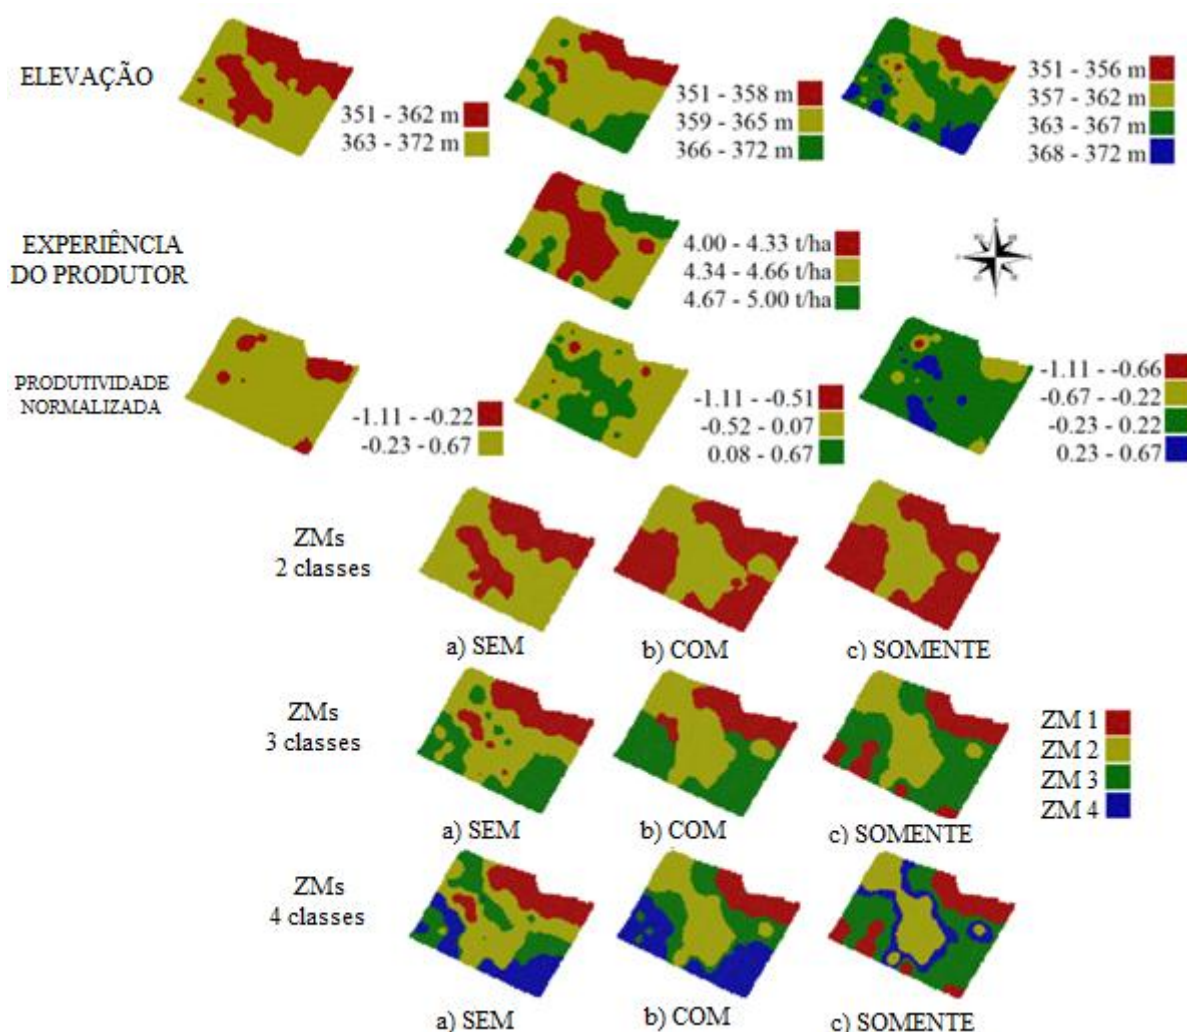 ELEVAÇÃO
351 - 362 m
363 - 372 m
351 - 358 m
359 - 365 m
366 - 372 m
351 - 356 m
357 - 362 m
363 - 367 m
368 - 372 m
EXPERIÊNCIA
DO PRODUTOR
4.00 - 4.33 t/ha
4.34 - 4.66 t/ha
4.67 - 5.00 t/ha
PRODUTIVIDADE
NORMALIZADA
-1.11 - -0.22
-0.23 - 0.67
-1.11 - -0.51
-0.52 - 0.07
0.08 - 0.67
-1.11 - -0.66
-0.67 - -0.22
-0.23 - 0.22
0.23 - 0.67
ZMs
2 classes
a) SEM
b) COM
c) SOMENTE
ZMs
3 classes
a) SEM
b) COM
c) SOMENTE
ZM 1
ZM 2
ZM 3
ZM 4
ZMs
4 classes
a) SEM
b) COM
c) SOMENTE